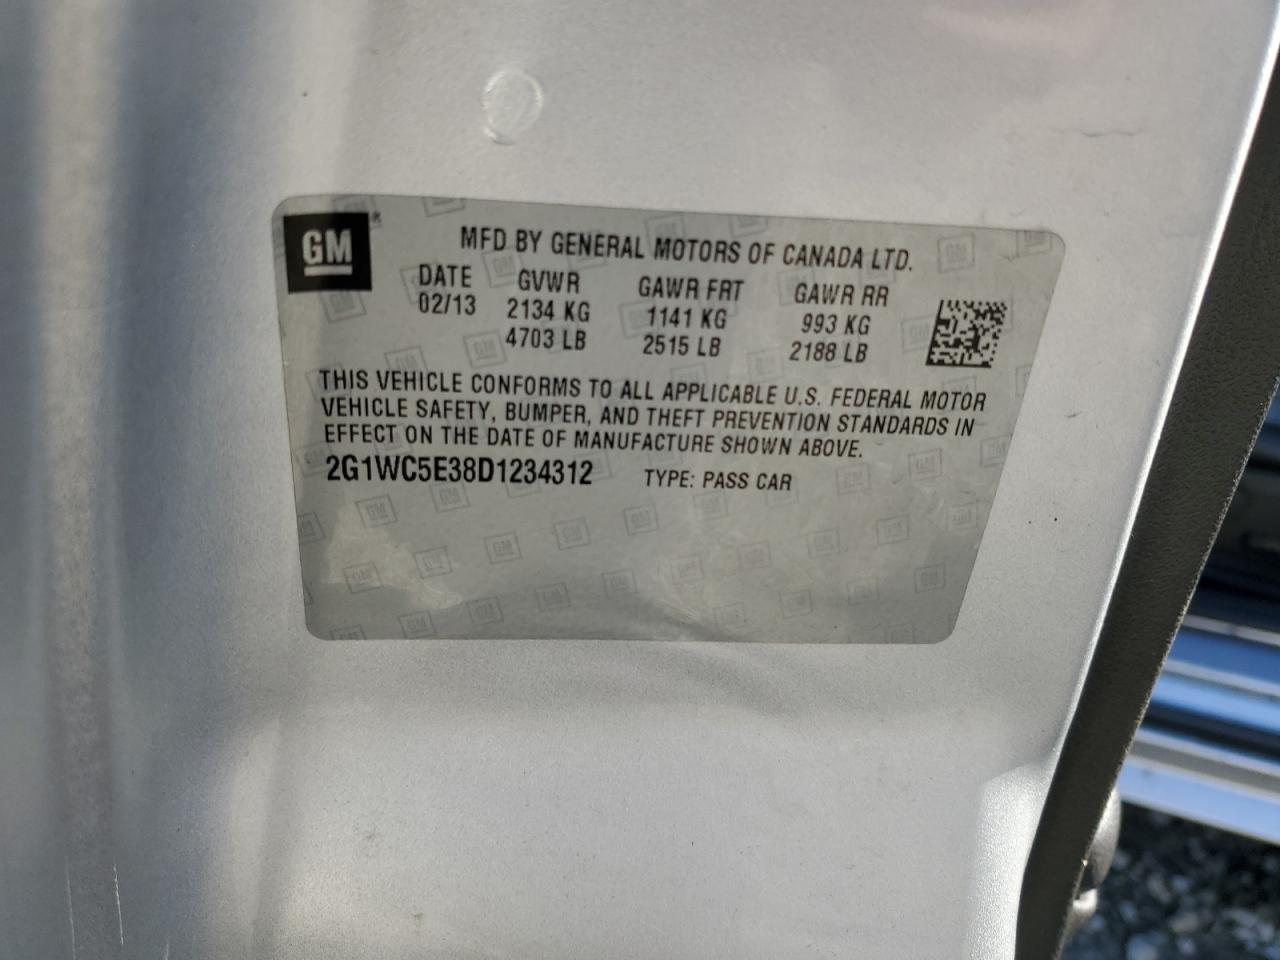 GM
MFD BY GENERAL MOTORS OF CANADA LTD.
DATE GVWR GAWR FRT GAWR RR
02/13 2134 KG 1141 KG 993 KG
4703 LB 2515 LB 2188 LB
THIS VEHICLE CONFORMS TO ALL APPLICABLE U.S. FEDERAL MOTOR
VEHICLE SAFETY, BUMPER, AND THEFT PREVENTION STANDARDS IN
EFFECT ON THE DATE OF MANUFACTURE SHOWN ABOVE.
2G1WC5E38D1234312 TYPE: PASS CAR